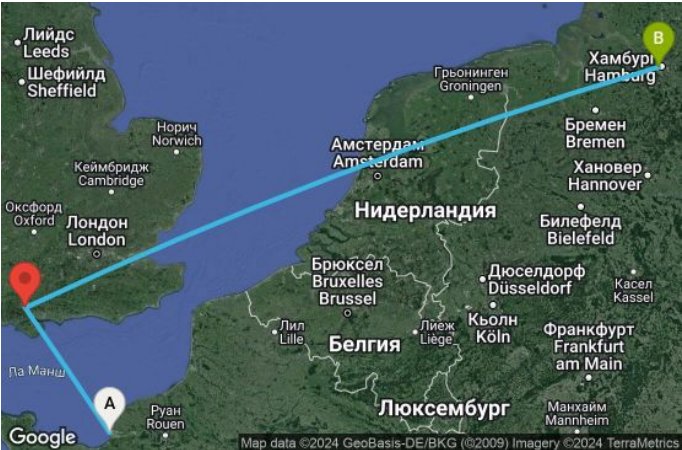 Лийдс
Leeds
Шефийлд
Sheffield
Норич
Norwich
Кеймбридж
Cambridge
Оксфорд
Oxford
Лондон
London
Ла Манш
A
Руан
Rouen
Лил
Lille
Брюксел
Bruxelles
Brussel
Белгия
Лиеж
Liège
Люксембург
Амстердам
Amsterdam
Нидерландия
Грьонинген
Groningen
B
Хамбург
Hamburg
Бремен
Bremen
Хановер
Hannover
Билефелд
Bielefeld
Дюселдорф
Düsseldorf
Касел
Kassel
Кьолн
Köln
Франкфурт
Frankfurt
am Main
Манхайм
Mannheim
Google
Map data ©2024 GeoBasis-DE/BKG (©2009) Imagery ©2024 TerraMetrics